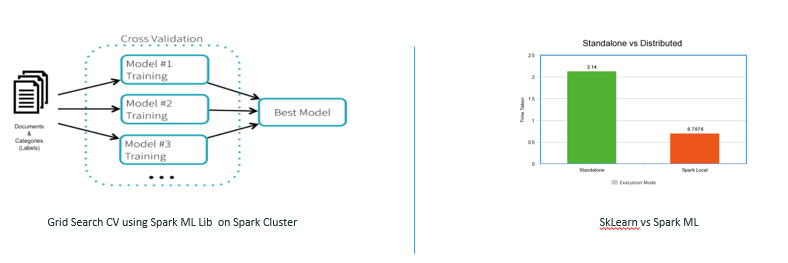 Cross Validation
Model #1
Training
Model #2
Training
Model #3
Training
Best Model
Documents
&
Categories
(Labels)
Grid Search CV using Spark ML Lib on Spark Cluster
Standalone vs Distributed
Time Taken
2.5
2
1.5
1
0.5
0
2.14
0.7076
Standalone
Spark Local
Execution Mode
SkLearn vs Spark ML